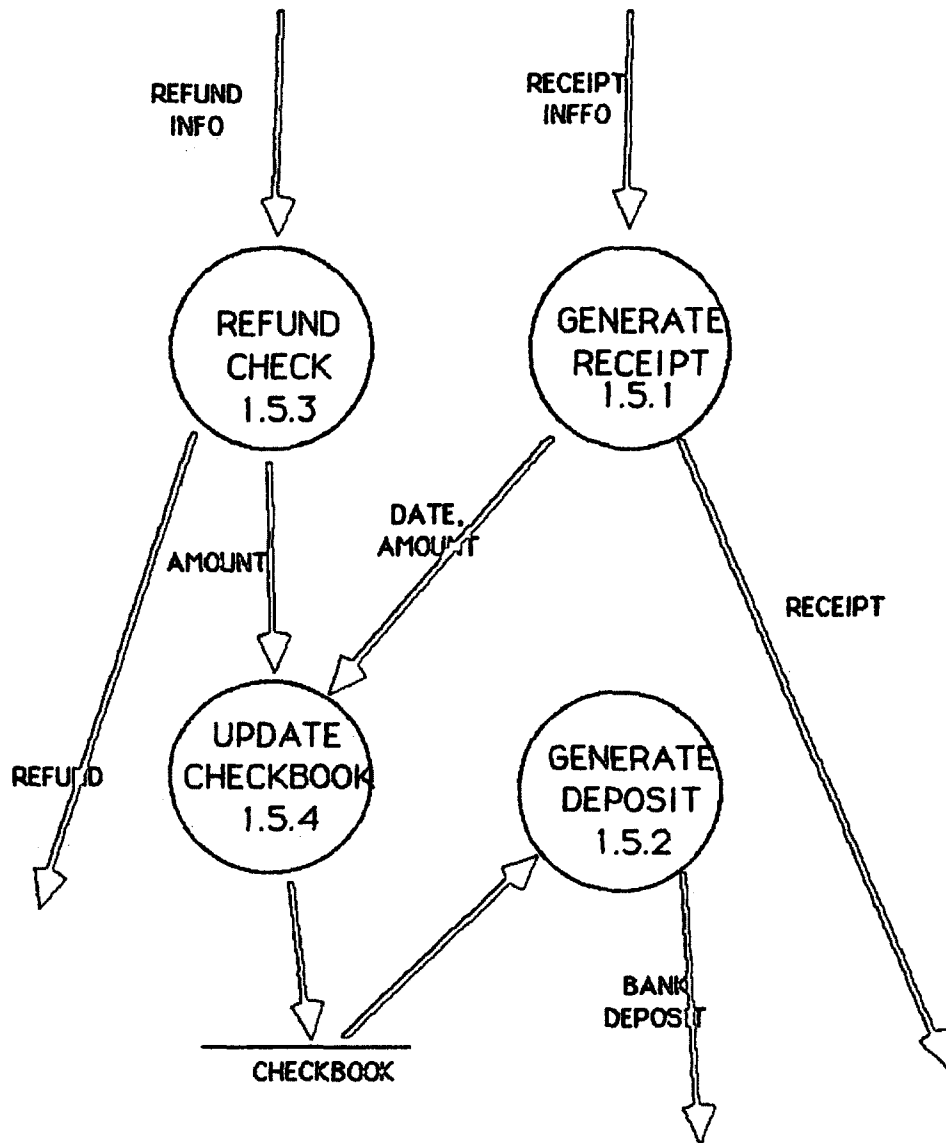 REFUND
INFO
RECEIPT
INFFO
REFUND
CHECK
1.5.3
GENERATE
RECEIPT
1.5.1
AMOUNT
DATE,
AMOUNT
RECEIPT
REFUND
UPDATE
CHECKBOOK
1.5.4
GENERATE
DEPOSIT
1.5.2
BANK
DEPOSIT
CHECKBOOK